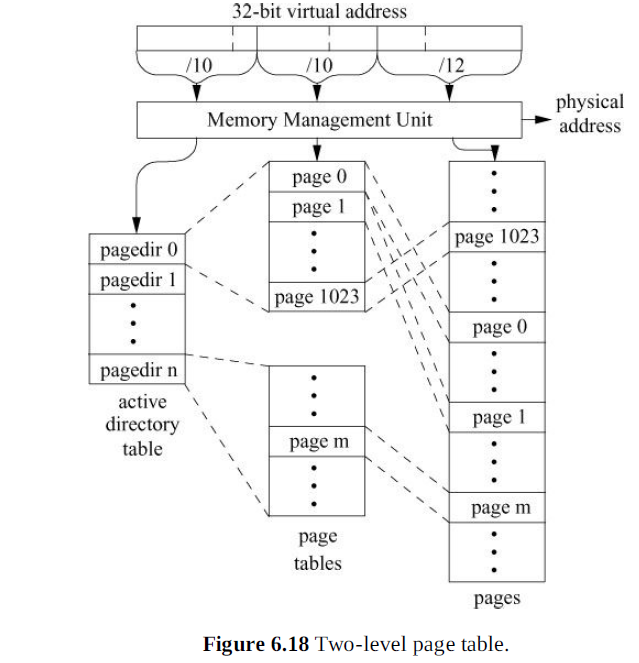 32-bit virtual address
/10
/10
/12
Memory Management Unit
physical
address
page 0
page 1
page 1023
page 1023
pagedir 0
pagedir 1
page 0
pagedir n
active
directory
table
page 1
page m
page m
page
tables
pages
Figure 6.18 Two-level page table.